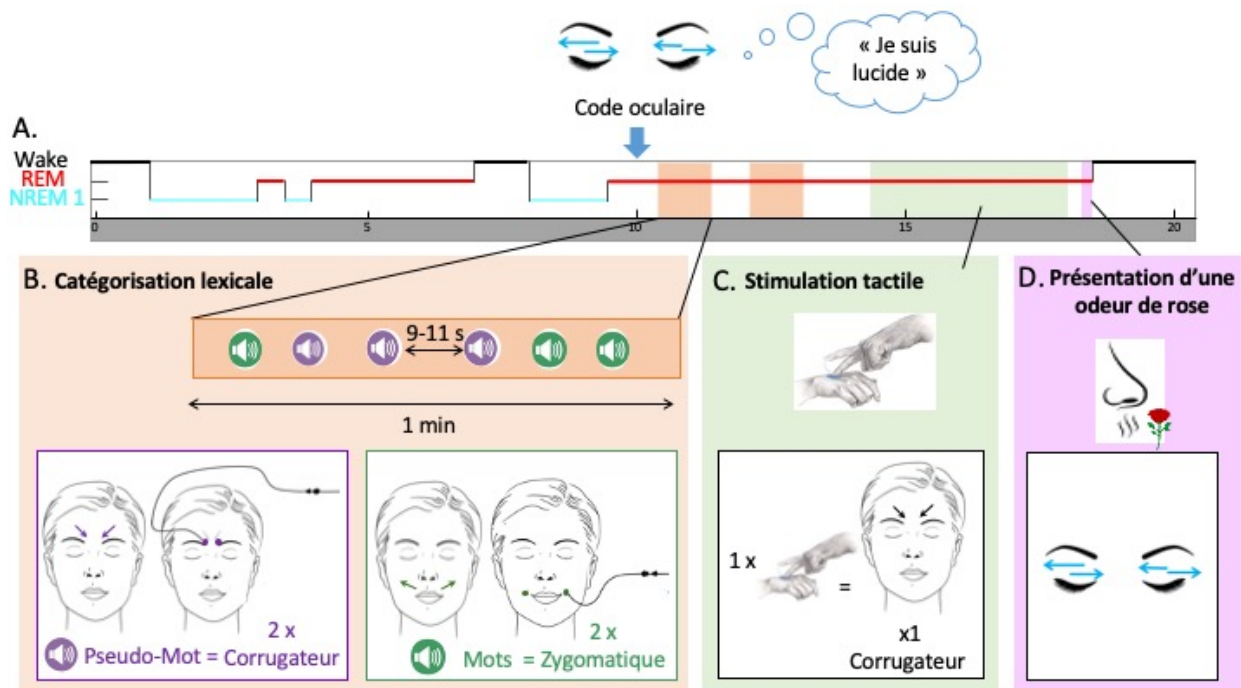 « Je suis
lucide »
Code oculaire
A.
Wake
REM
NREM 1
0 5 10 15 20
B. Catégorisation lexicale
9-11 s
1 min
2 x
Pseudo-Mot = Corrugateur
2 x
Mots = Zygomatique
C. Stimulation tactile
1 x
=
x1
Corrugateur
D. Présentation d'une
odeur de rose